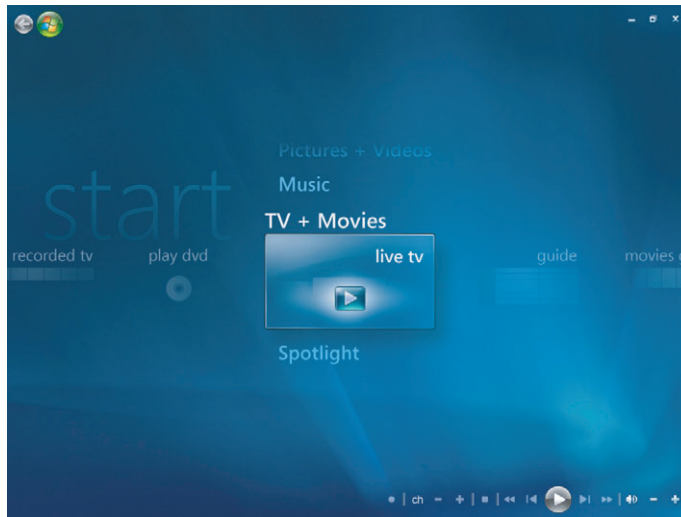 Pictures + Videos
Music
start
TV + Movies
recorded tv play dvd live tv guide movies
Spotlight
ch